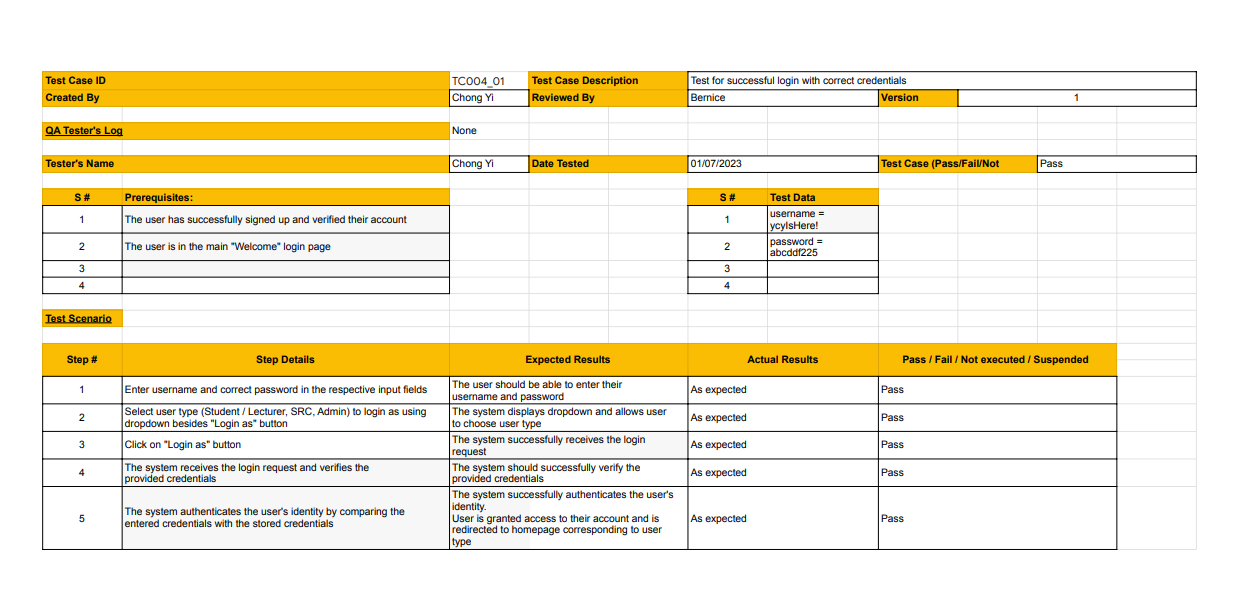 Test Case ID TC004_01 Test Case Description Test for successful login with correct credentials
Created By Chong Yi Reviewed By Bernice Version 1
QA Tester's Log None
Tester's Name Chong Yi Date Tested 01/07/2023 Test Case (Pass/Fail/Not Pass
S # Prerequisites: S # Test Data
1 The user has successfully signed up and verified their account 1 username =
ycyIsHere!
2 The user is in the main "Welcome" login page 2 password =
abcddf225
3 3
4 4
Test Scenario
Step # Step Details Expected Results Actual Results Pass / Fail / Not executed / Suspended
1 Enter username and correct password in the respective input fields The user should be able to enter their
username and password As expected Pass
2 Select user type (Student / Lecturer, SRC, Admin) to login as using
dropdown besides "Login as" button The system displays dropdown and allows user
to choose user type As expected Pass
3 Click on "Login as" button The system successfully receives the login
request As expected Pass
4 The system receives the login request and verifies the
provided credentials The system should successfully verify the
provided credentials As expected Pass
5 The system authenticates the user's identity by comparing the
entered credentials with the stored credentials The system successfully authenticates the user's
identity.
User is granted access to their account and is
redirected to homepage corresponding to user
type As expected Pass